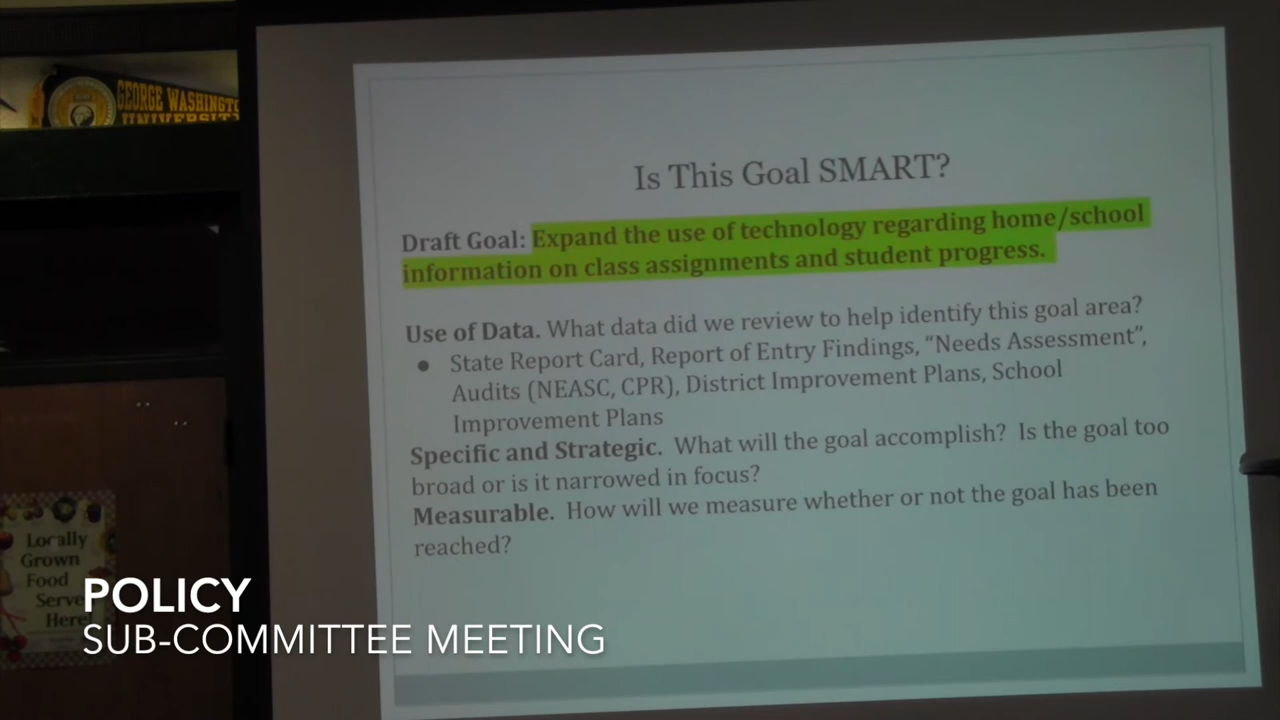 GEORGE WASHINGTON
UNIVERSITY
Is This Goal SMART?
Draft Goal: Expand the use of technology regarding home/school
information on class assignments and student progress.
Use of Data. What data did we review to help identify this goal area?
● State Report Card, Report of Entry Findings, “Needs Assessment”,
Audits (NEASC, CPR), District Improvement Plans, School
Improvement Plans
Specific and Strategic. What will the goal accomplish? Is the goal too
broad or is it narrowed in focus?
Measurable. How will we measure whether or not the goal has been
reached?
Locally
Grown
Food
Serve
Here!
POLICY
SUB-COMMITTEE MEETING